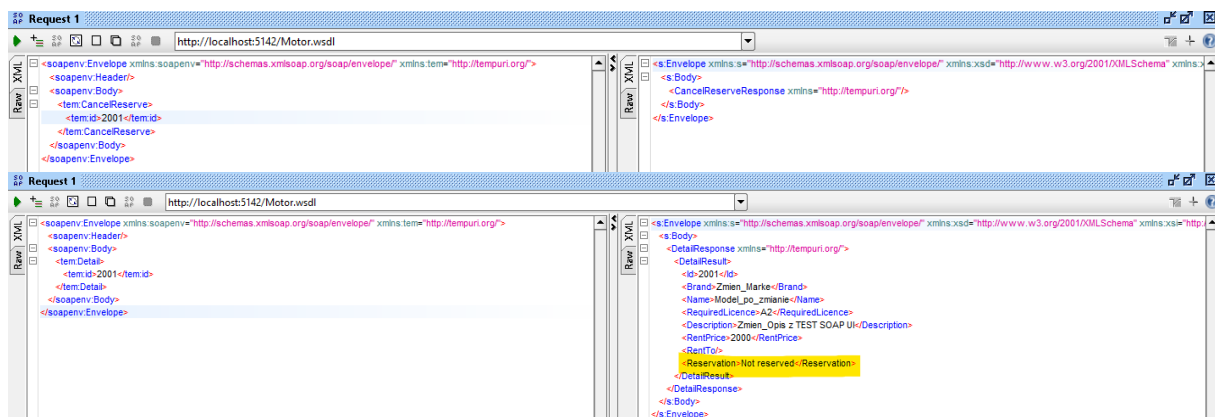 Request 1
http://localhost:5142/Motor.wsdl
XML
Raw
<soapenv:Envelope xmlns:soapenv="http://schemas.xmlsoap.org/soap/envelope/" xmlns:tem="http://tempuri.org/">
<soapenv:Header/>
<soapenv:Body>
<tem:CancelReserve>
<tem:id>2001</tem:id>
</tem:CancelReserve>
</soapenv:Body>
</soapenv:Envelope>
XML
Raw
<s:Envelope xmlns:s="http://schemas.xmlsoap.org/soap/envelope/" xmlns:xsd="http://www.w3.org/2001/XMLSchema" xmlns:x
<s:Body>
<CancelReserveResponse xmlns="http://tempuri.org/"/>
</s:Body>
</s:Envelope>
Request 1
http://localhost:5142/Motor.wsdl
XML
Raw
<soapenv:Envelope xmlns:soapenv="http://schemas.xmlsoap.org/soap/envelope/" xmlns:tem="http://tempuri.org/">
<soapenv:Header/>
<soapenv:Body>
<tem:Detail>
<tem:id>2001</tem:id>
</tem:Detail>
</soapenv:Body>
</soapenv:Envelope>
XML
Raw
<s:Envelope xmlns:s="http://schemas.xmlsoap.org/soap/envelope/" xmlns:xsd="http://www.w3.org/2001/XMLSchema" xmlns:xsi="http:/
<s:Body>
<DetailResponse xmlns="http://tempuri.org/">
<DetailResult>
<Id>2001</Id>
<Brand>Zmien_Marke</Brand>
<Name>Model_po_zmianie</Name>
<RequiredLicence>A2</RequiredLicence>
<Description>Zmien_Opis z TEST SOAP UI</Description>
<RentPrice>2000</RentPrice>
<RentTo/>
<Reservation>Not reserved</Reservation>
</DetailResult>
</DetailResponse>
</s:Body>
</s:Envelope>